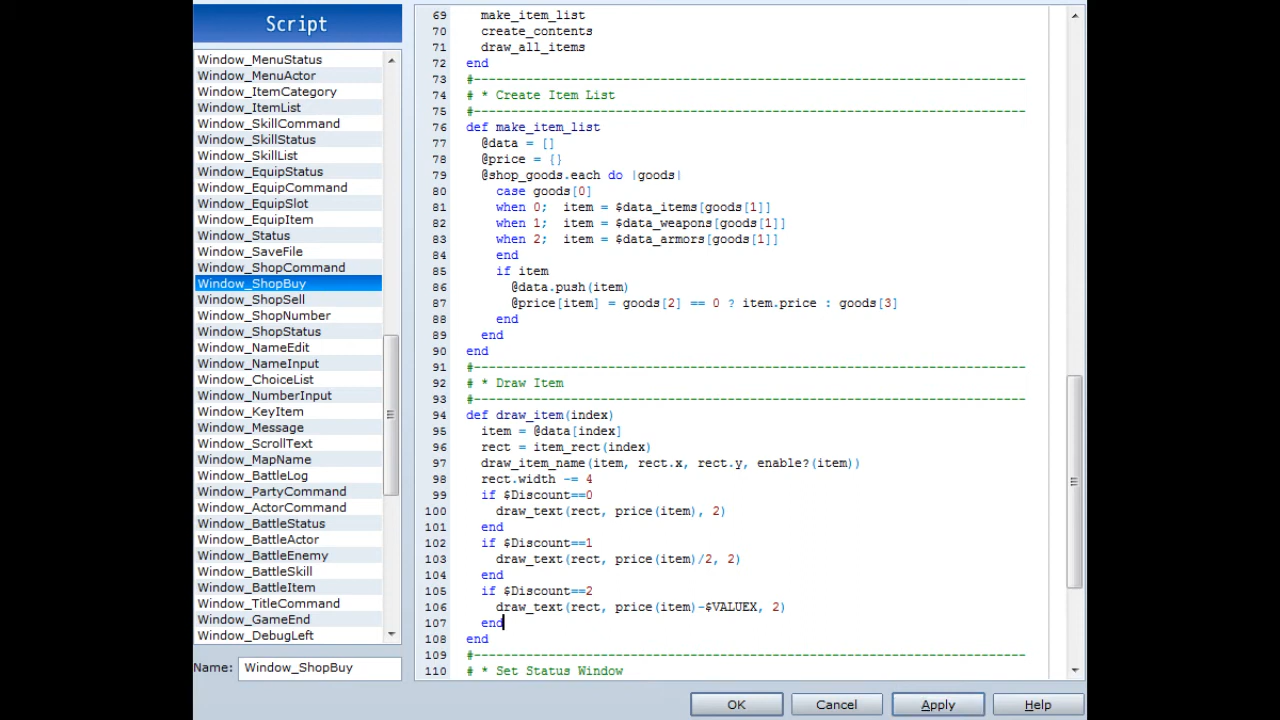 Script
Window_MenuStatus
Window_MenuActor
Window_ItemCategory
Window_ItemList
Window_SkillCommand
Window_SkillStatus
Window_SkillList
Window_EquipStatus
Window_EquipCommand
Window_EquipSlot
Window_EquipItem
Window_Status
Window_SaveFile
Window_ShopCommand
Window_ShopBuy
Window_ShopSell
Window_ShopNumber
Window_ShopStatus
Window_NameEdit
Window_NameInput
Window_ChoiceList
Window_NumberInput
Window_KeyItem
Window_Message
Window_ScrollText
Window_MapName
Window_BattleLog
Window_PartyCommand
Window_ActorCommand
Window_BattleStatus
Window_BattleActor
Window_BattleEnemy
Window_BattleSkill
Window_BattleItem
Window_TitleCommand
Window_GameEnd
Window_DebugLeft
Name: Window_ShopBuy
69     make_item_list
70     create_contents
71     draw_all_items
72   end
73   #--------------------------------------------------------------------------
74   # * Create Item List
75   #--------------------------------------------------------------------------
76   def make_item_list
77     @data = []
78     @price = {}
79     @shop_goods.each do |goods|
80       case goods[0]
81       when 0;  item = $data_items[goods[1]]
82       when 1;  item = $data_weapons[goods[1]]
83       when 2;  item = $data_armors[goods[1]]
84       end
85       if item
86         @data.push(item)
87         @price[item] = goods[2] == 0 ? item.price : goods[3]
88       end
89     end
90   end
91   #--------------------------------------------------------------------------
92   # * Draw Item
93   #--------------------------------------------------------------------------
94   def draw_item(index)
95     item = @data[index]
96     rect = item_rect(index)
97     draw_item_name(item, rect.x, rect.y, enable?(item))
98     rect.width -= 4
99     if $Discount==0
100       draw_text(rect, price(item), 2)
101     end
102     if $Discount==1
103       draw_text(rect, price(item)/2, 2)
104     end
105     if $Discount==2
106       draw_text(rect, price(item)-$VALUEX, 2)
107     end
108   end
109   #--------------------------------------------------------------------------
110   # * Set Status Window
OK Cancel Apply Help